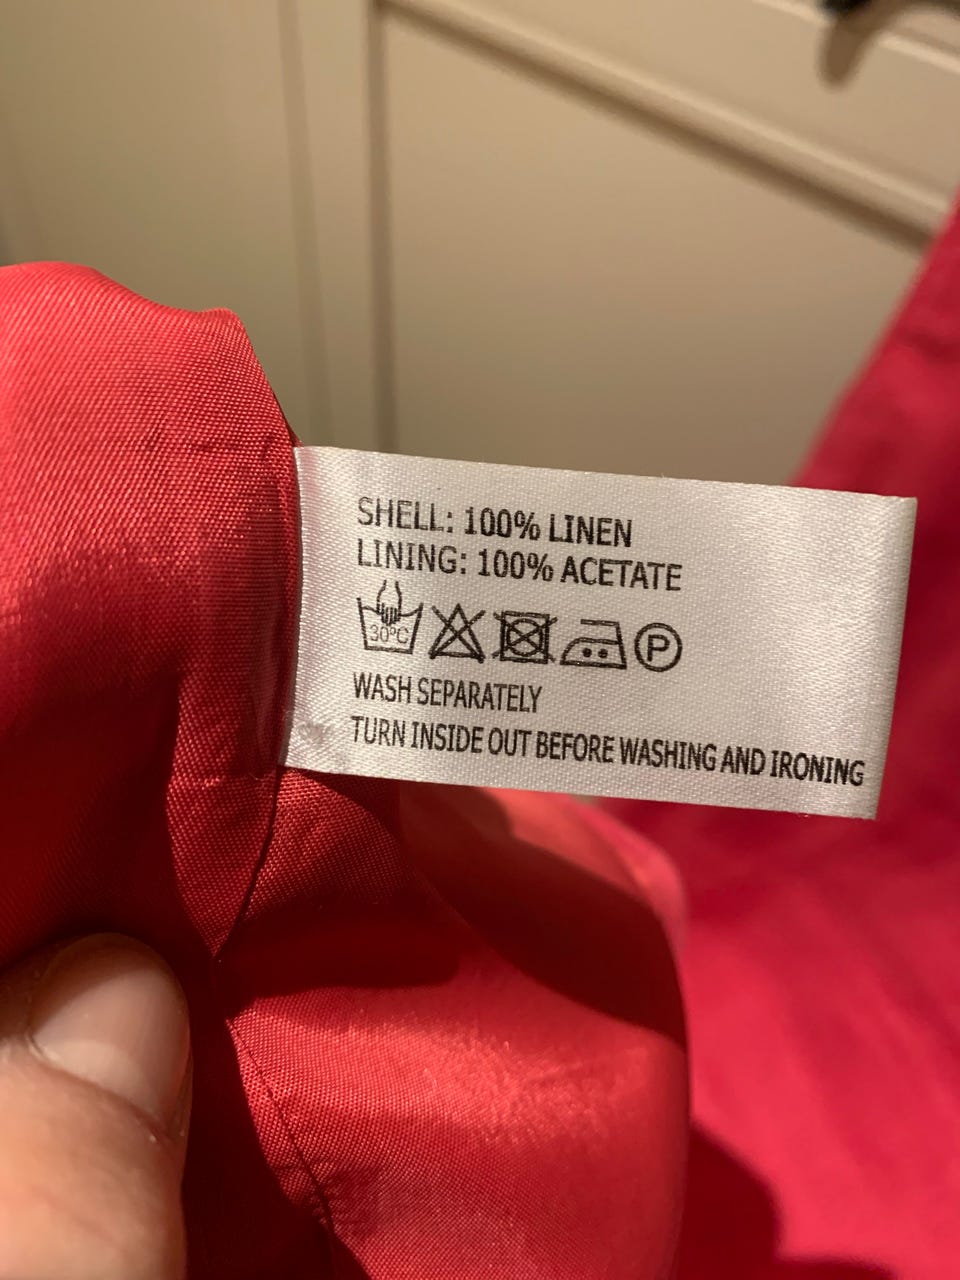 SHELL: 100% LINEN
LINING: 100% ACETATE
30°C P
WASH SEPARATELY
TURN INSIDE OUT BEFORE WASHING AND IRONING